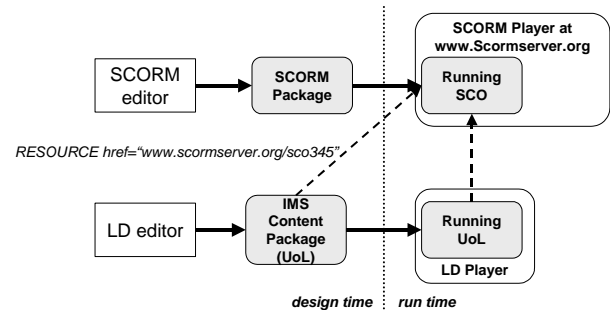 SCORM Player at
www.Scormserver.org
SCORM
editor
SCORM
Package
Running
SCO
RESOURCE href="www.scormserver.org/sco345"
LD editor
IMS
Content
Package
(UoL)
Running
UoL
LD Player
design time
run time